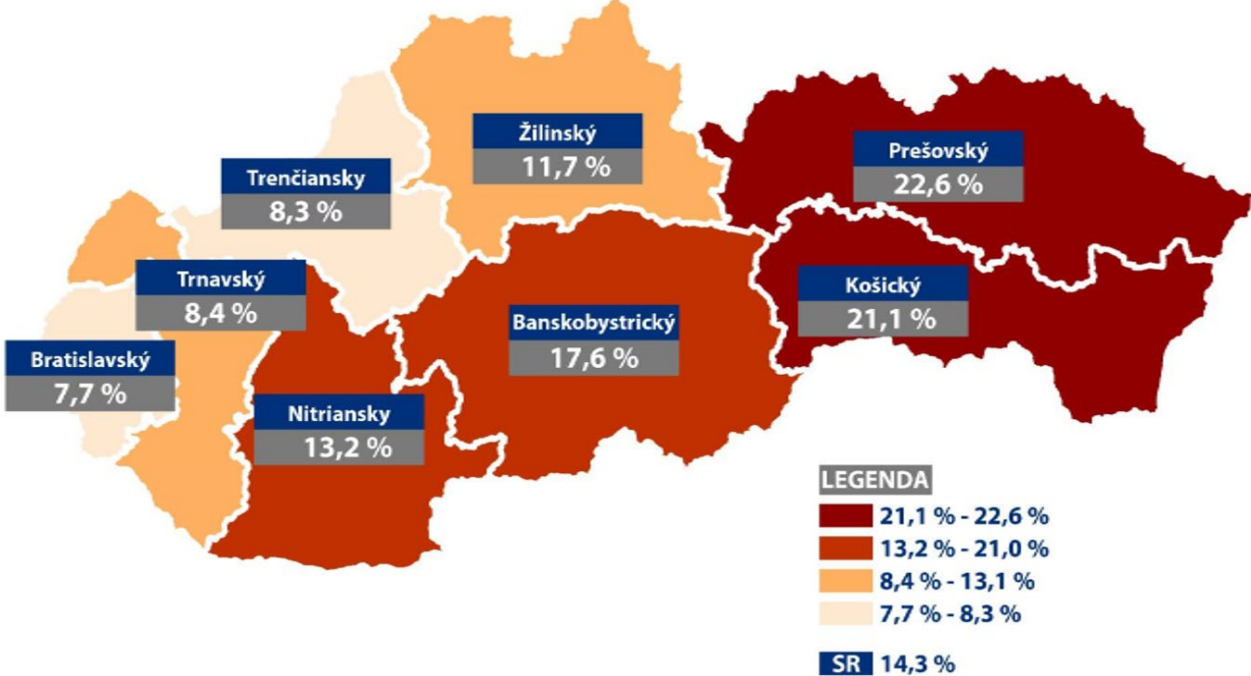 Žilinský
11,7 %
Prešovský
22,6 %
Trenčiansky
8,3 %
Trnavský
8,4 %
Košický
21,1 %
Banskobystrický
17,6 %
Bratislavský
7,7 %
Nitriansky
13,2 %
LEGENDA
21,1 % - 22,6 %
13,2 % - 21,0 %
8,4 % - 13,1 %
7,7 % - 8,3 %
SR 14,3 %